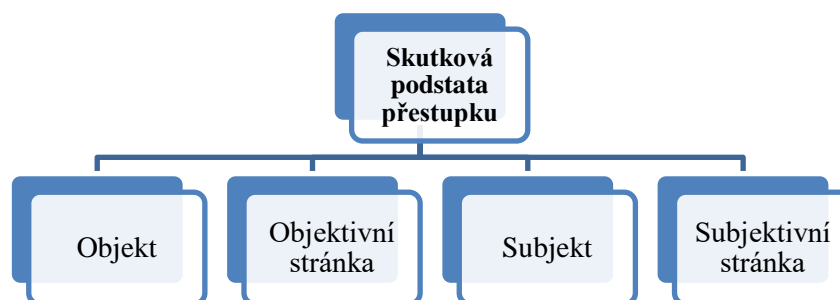 Skutková
podstata
přestupku
Objekt
Objektivní
stránka
Subjekt
Subjektivní
stránka